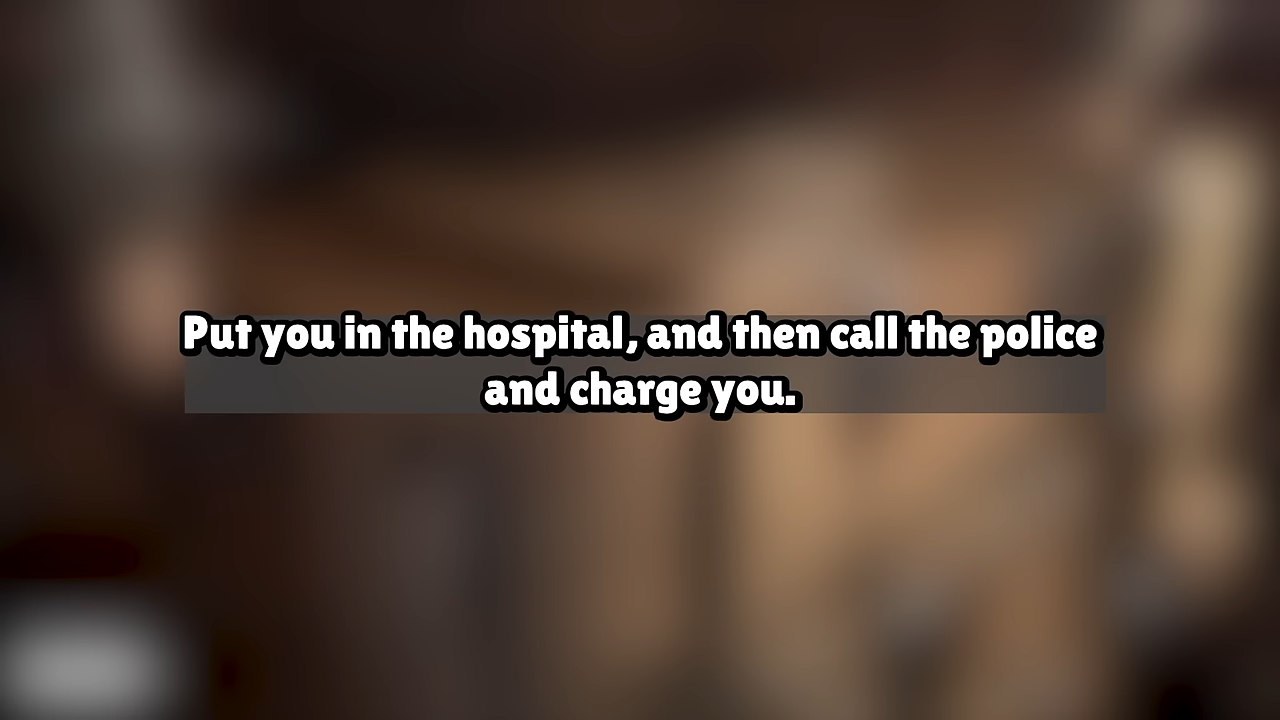 Put you in the hospital, and then call the police
and charge you.